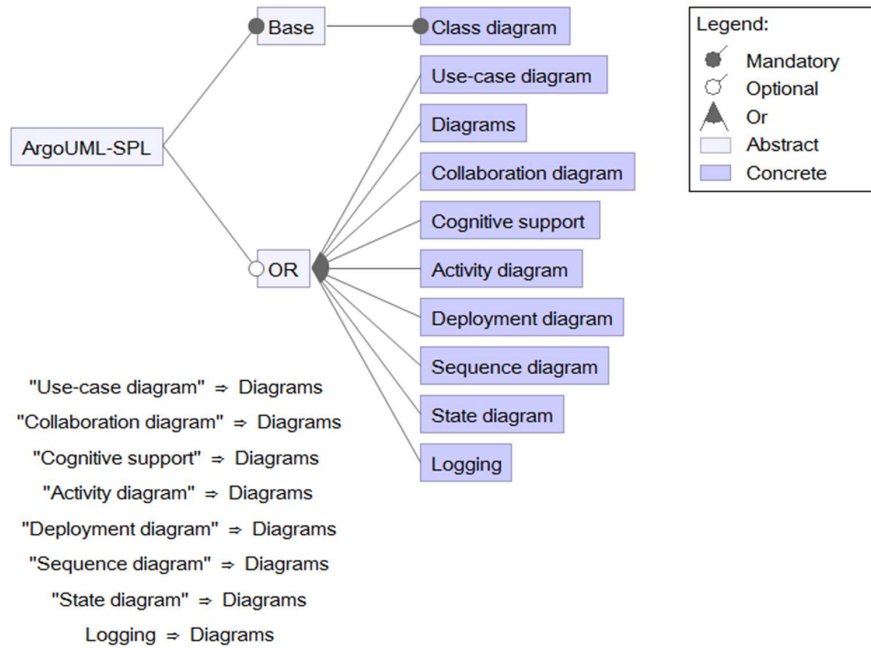 ArgoUML-SPL
Base
OR
Class diagram
Use-case diagram
Diagrams
Collaboration diagram
Cognitive support
Activity diagram
Deployment diagram
Sequence diagram
State diagram
Logging
Legend:
Mandatory
Optional
Or
Abstract
Concrete
"Use-case diagram" ⇒ Diagrams
"Collaboration diagram" ⇒ Diagrams
"Cognitive support" ⇒ Diagrams
"Activity diagram" ⇒ Diagrams
"Deployment diagram" ⇒ Diagrams
"Sequence diagram" ⇒ Diagrams
"State diagram" ⇒ Diagrams
Logging ⇒ Diagrams